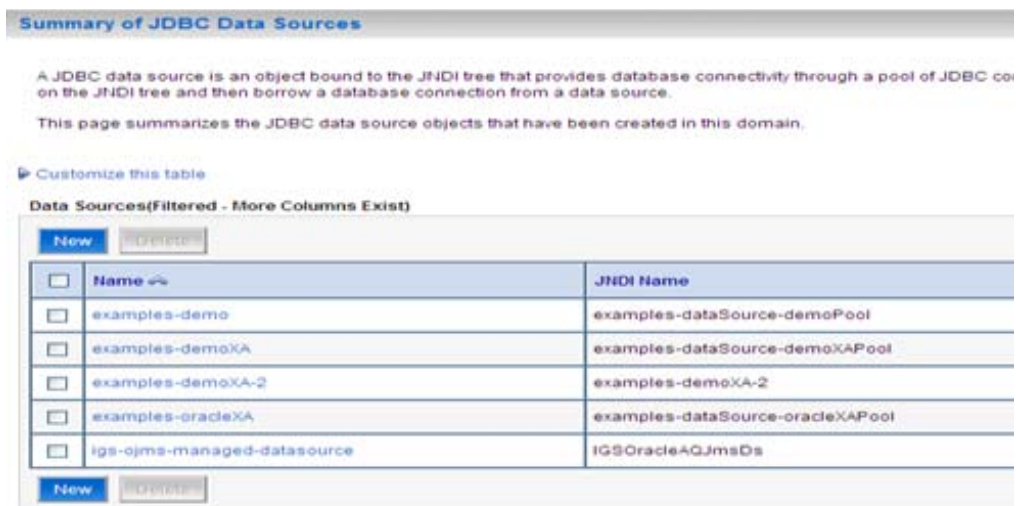 Summary of JDBC Data Sources
A JDBC data source is an object bound to the JNDI tree that provides database connectivity through a pool of JDBC
on the JNDI tree and then borrow a database connection from a data source.
This page summarizes the JDBC data source objects that have been created in this domain.
Customize this table
Data Sources(Filtered - More Columns Exist)
New Delete
Name JNDI Name
examples-demo examples-dataSource-demoPool
examples-demoXA examples-dataSource-demoXAPool
examples-demoXA-2 examples-demoXA-2
examples-oracleXA examples-dataSource-oracleXAPool
igs-ojms-managed-datasource IGSOracleAQJmsDs
New Delete